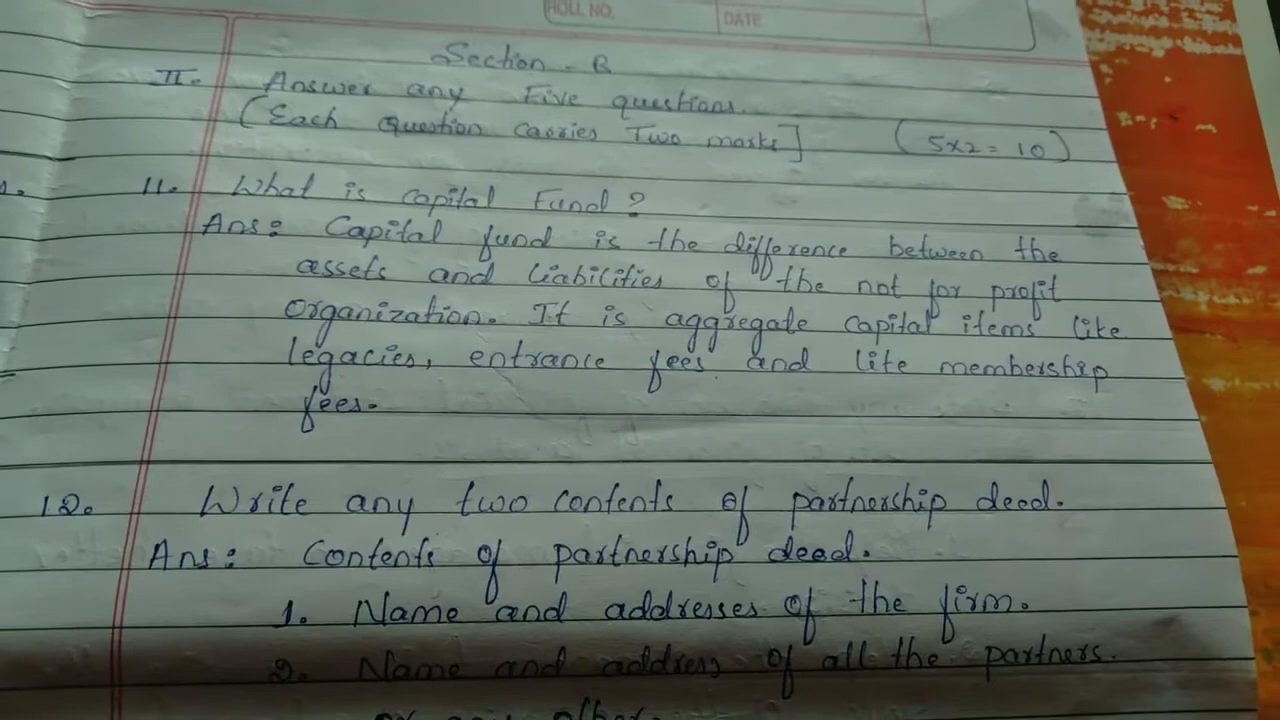 ROLL NO.
DATE
Section - B
II. Answer any Five questions.
(Each question carries Two marks] (5x2=10)
11. What is capital Fund?
Ans: Capital fund is the difference between the
assets and liabilities of the not for profit
organization. It is aggregate capital items like
legacies, entrance fees and life membership
fees.
12. Write any two contents of partnership deed.
Ans: Contents of partnership deed.
1. Name and addresses of the firm.
2. Name and address of all the partners.
or any other.